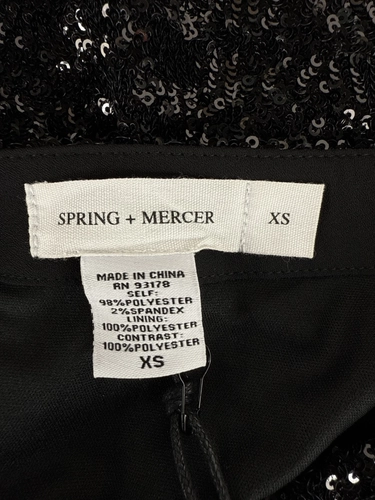 SPRING + MERCER XS
MADE IN CHINA
RN 93178
SELF:
98%POLYESTER
2%SPANDEX
LINING:
100%POLYESTER
CONTRAST:
100%POLYESTER
XS